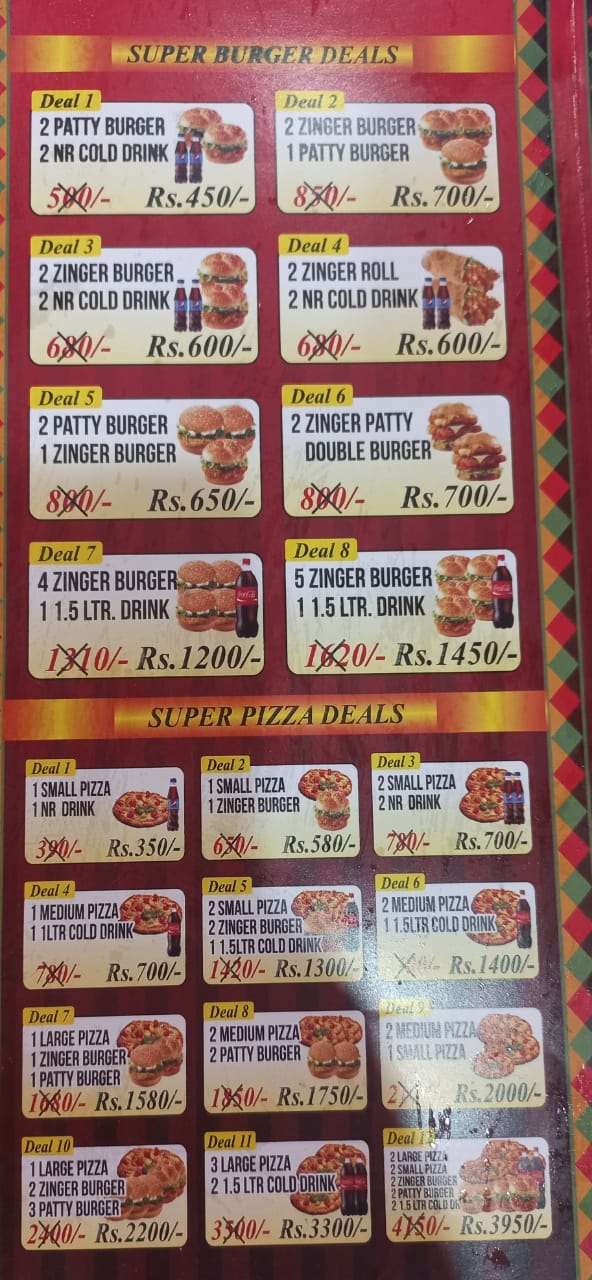 SUPER BURGER DEALS
Deal 1
2 PATTY BURGER
2 NR COLD DRINK
500/- Rs.450/-
Deal 2
2 ZINGER BURGER
1 PATTY BURGER
850/- Rs.700/-
Deal 3
2 ZINGER BURGER
2 NR COLD DRINK
680/- Rs.600/-
Deal 4
2 ZINGER ROLL
2 NR COLD DRINK
680/- Rs.600/-
Deal 5
2 PATTY BURGER
1 ZINGER BURGER
800/- Rs.650/-
Deal 6
2 ZINGER PATTY
DOUBLE BURGER
800/- Rs.700/-
Deal 7
4 ZINGER BURGER
1 1.5 LTR. DRINK
1310/- Rs.1200/-
Deal 8
5 ZINGER BURGER
1 1.5 LTR. DRINK
1620/- Rs.1450/-
SUPER PIZZA DEALS
Deal 1
1 SMALL PIZZA
1 NR DRINK
390/- Rs.350/-
Deal 2
1 SMALL PIZZA
1 ZINGER BURGER
650/- Rs.580/-
Deal 3
2 SMALL PIZZA
2 NR DRINK
780/- Rs.700/-
Deal 4
1 MEDIUM PIZZA
1 1LTR COLD DRINK
780/- Rs.700/-
Deal 5
2 SMALL PIZZA
2 ZINGER BURGER
1 1.5LTR COLD DRINK
1420/- Rs.1300/-
Deal 6
2 MEDIUM PIZZA
1 1.5LTR COLD DRINK
Rs.1400/-
Deal 7
1 LARGE PIZZA
1 ZINGER BURGER
1 PATTY BURGER
1680/- Rs.1580/-
Deal 8
2 MEDIUM PIZZA
2 PATTY BURGER
1850/- Rs.1750/-
Deal 9
2 MEDIUM PIZZA
1 SMALL PIZZA
Rs.2000/-
Deal 10
1 LARGE PIZZA
2 ZINGER BURGER
3 PATTY BURGER
2400/- Rs.2200/-
Deal 11
3 LARGE PIZZA
2 1.5 LTR COLD DRINK
3500/- Rs.3300/-
Deal 12
2 LARGE PIZZA
2 SMALL PIZZA
2 ZINGER BURGER
2 PATTY BURGER
2 1.5 LTR COLD
4150/- Rs.3950/-